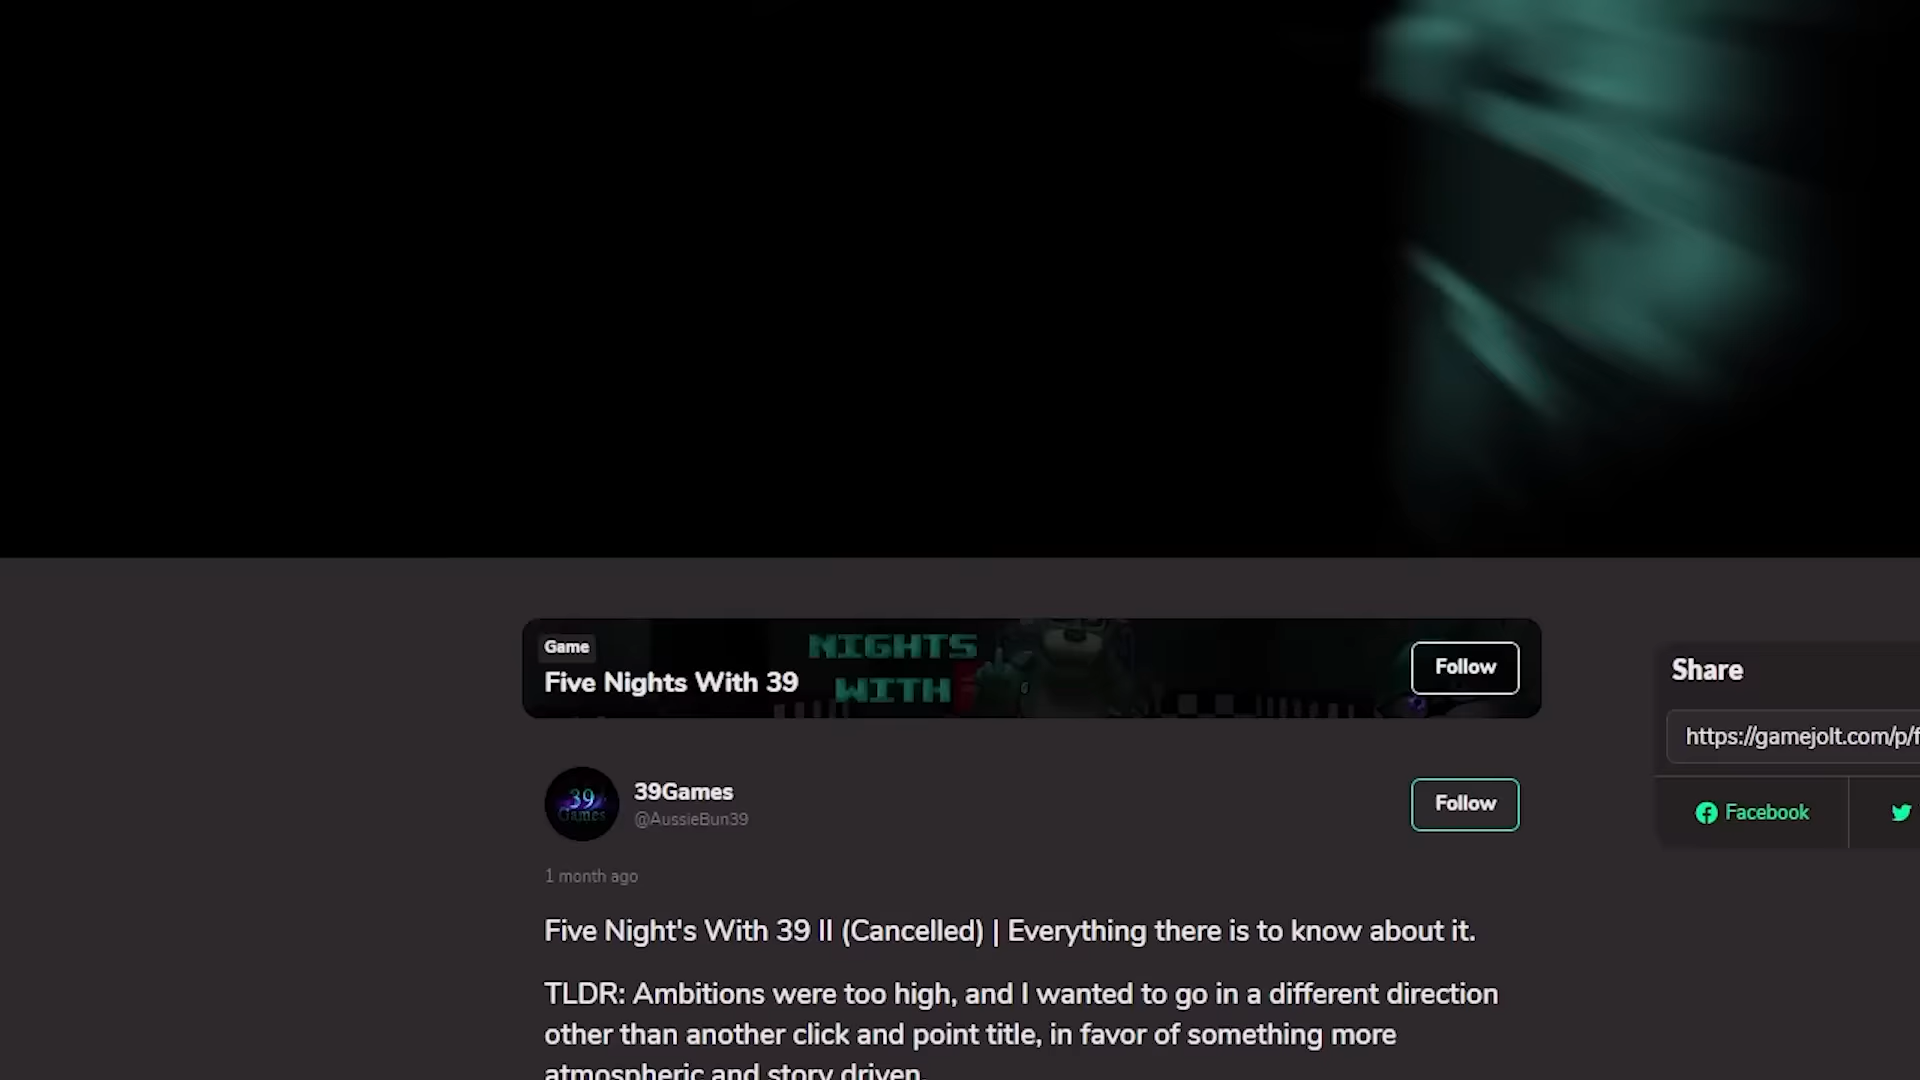 Game
Five Nights With 39
NIGHTS
WITH
Follow
39Games
@AussieBun39
39
Games
Follow
1 month ago
Five Night's With 39 II (Cancelled) | Everything there is to know about it.
TLDR: Ambitions were too high, and I wanted to go in a different direction
other than another click and point title, in favor of something more
atmospheric and story driven.
Share
https://gamejolt.com/p/f
Facebook